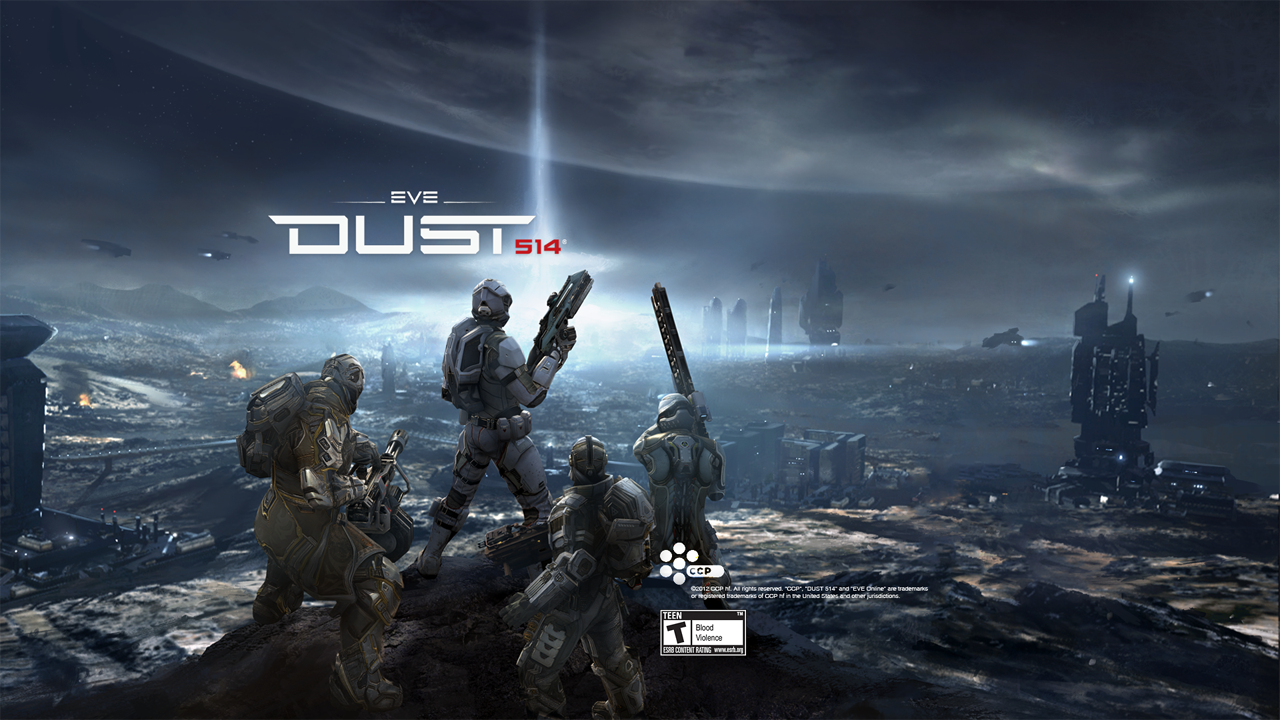 EVE
DUST 514®
CCP
©2012 CCP hf. All rights reserved. "CCP", "DUST 514" and "EVE Online" are trademarks
or registered trademarks of CCP hf in the United States and other jurisdictions.
TEEN ™
T
Blood
Violence
ESRB CONTENT RATING www.esrb.org